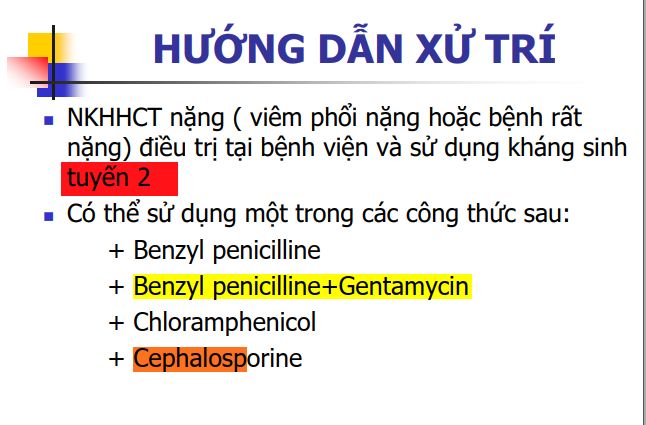 HƯỚNG DẪN XỬ TRÍ
NKHHCT nặng ( viêm phổi nặng hoặc bệnh rất
nặng) điều trị tại bệnh viện và sử dụng kháng sinh
tuyến 2
Có thể sử dụng một trong các công thức sau:
+ Benzyl penicilline
+ Benzyl penicilline+Gentamycin
+ Chloramphenicol
+ Cephalosporine